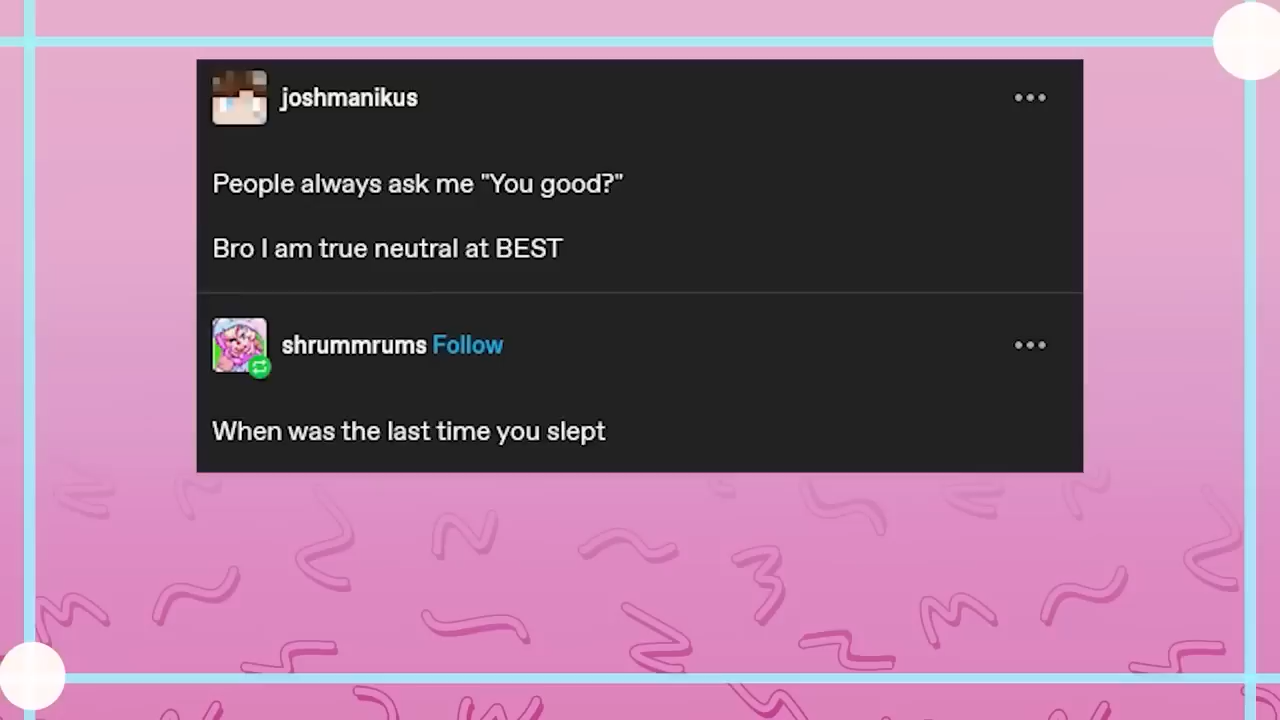 joshmanikus
People always ask me "You good?"
Bro I am true neutral at BEST
shrummrums Follow
When was the last time you slept